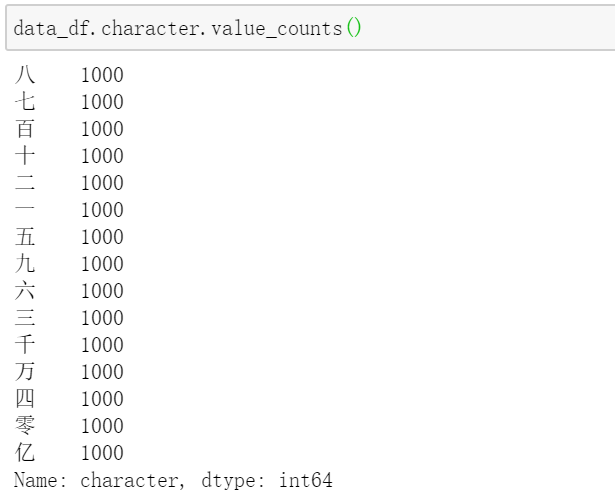 data_df.character.value_counts()
八 1000
七 1000
百 1000
十 1000
二 1000
一 1000
五 1000
九 1000
六 1000
三 1000
千 1000
万 1000
四 1000
零 1000
亿 1000
Name: character, dtype: int64